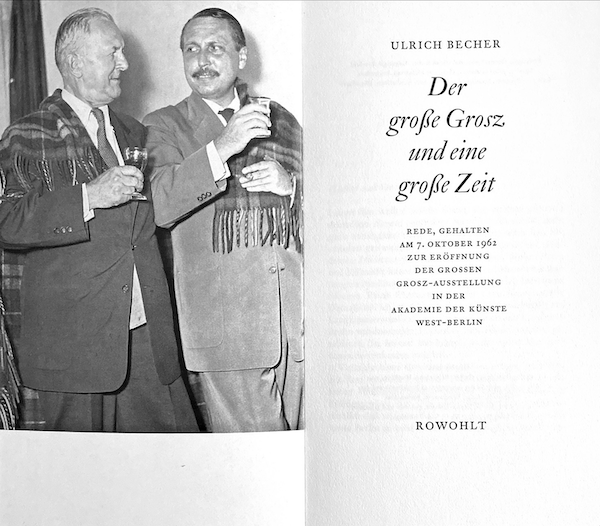 ULRICH BECHER
Der
große Grosz
und eine
große Zeit
REDE, GEHALTEN
AM 7. OKTOBER 1962
ZUR ERÖFFNUNG
DER GROSSEN
GROSZ-AUSSTELLUNG
IN DER
AKADEMIE DER KÜNSTE
WEST-BERLIN
ROWOHLT